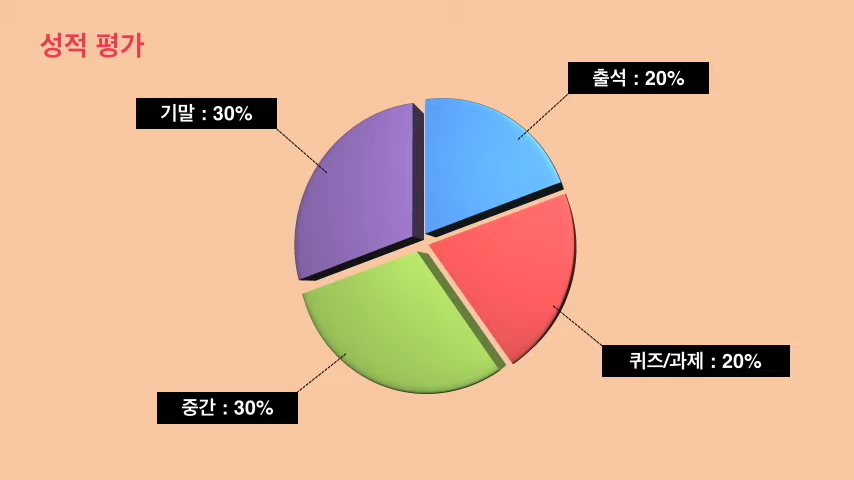 성적 평가
출석 : 20%
기말 : 30%
퀴즈/과제 : 20%
중간 : 30%